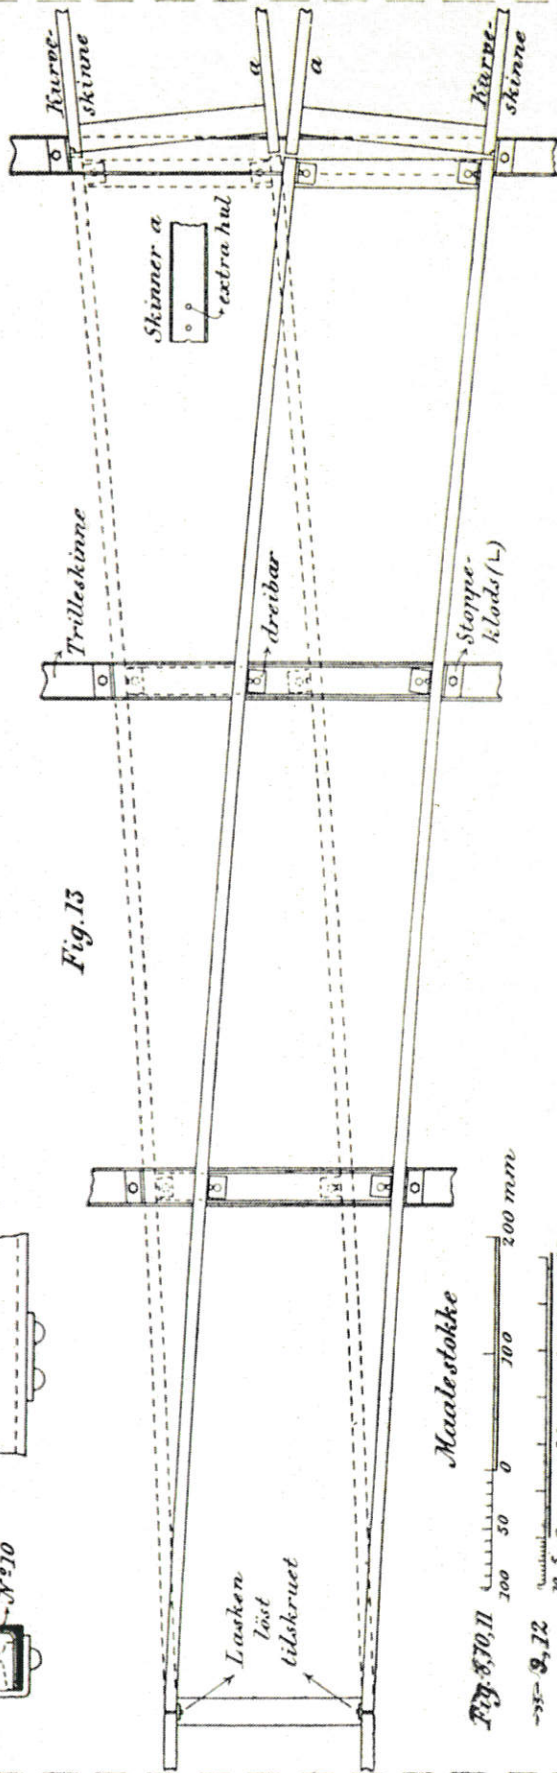 Nº 10
Fig. 13
Kurve-
skinne
a
a
Kurve-
skinne
Skinner a
extra hul
Trilleskinne
dreibar
Stoppe-
klods (L)
Lasken
löst
tilskruet
Maalestokke
Fig. 8, 10, 11
100 50 0 100 200 mm
9, 12